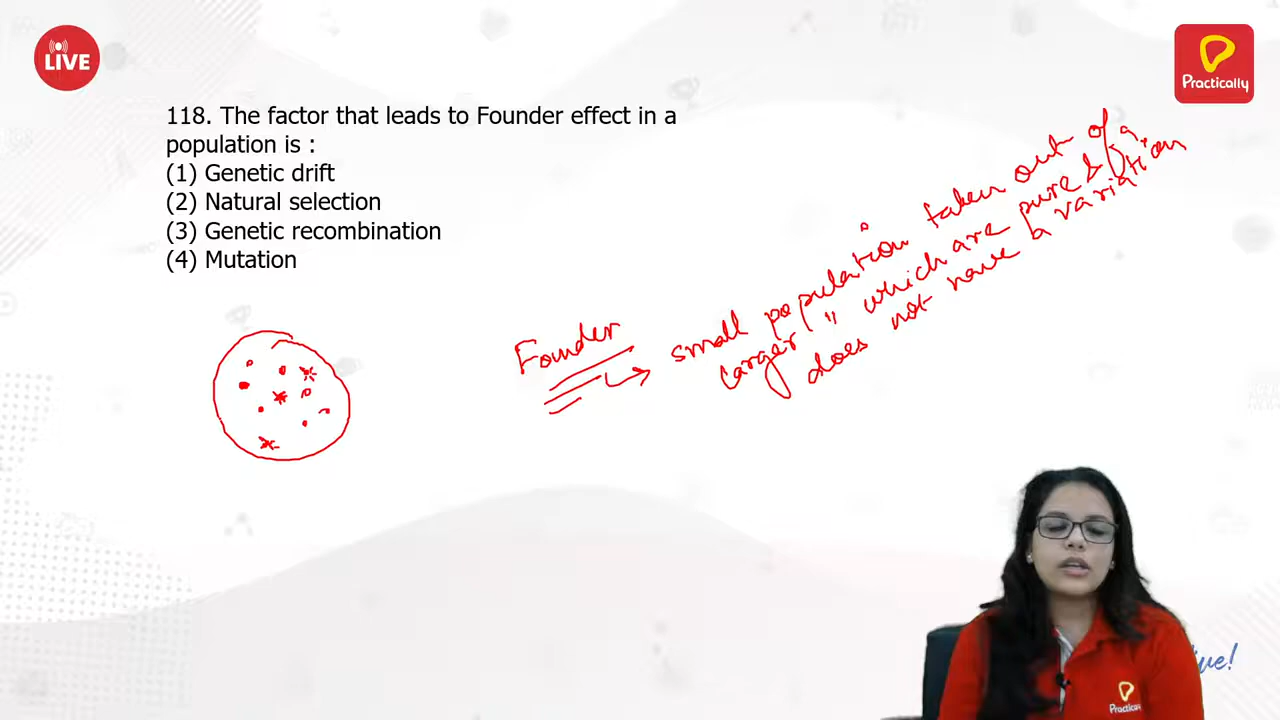 LIVE
Practically
118. The factor that leads to Founder effect in a
population is :
(1) Genetic drift
(2) Natural selection
(3) Genetic recombination
(4) Mutation
Founder
small population taken out of a
larger " which are pure &
does not have a variation
Practically